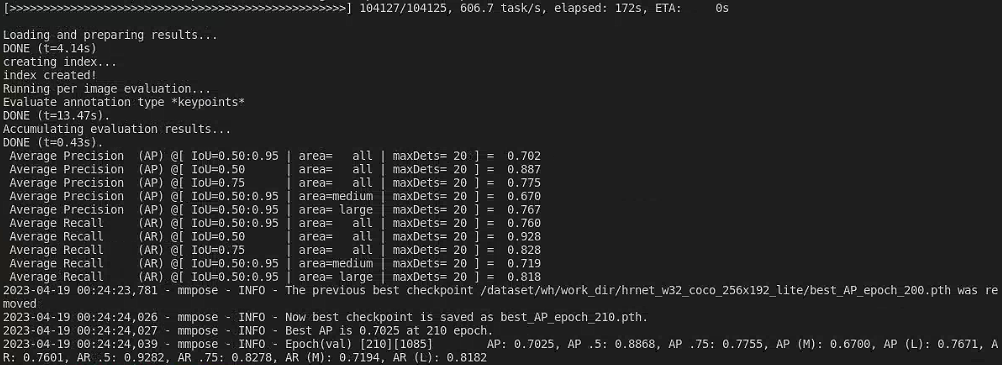 [>>>>>>>>>>>>>>>>>>>>>>>>>>>>>>>>>>>>>>>>>>>>>>>>>>] 104127/104125, 606.7 task/s, elapsed: 172s, ETA:     0s
Loading and preparing results...
DONE (t=4.14s)
creating index...
index created!
Running per image evaluation...
Evaluate annotation type *keypoints*
DONE (t=13.47s).
Accumulating evaluation results...
DONE (t=0.43s).
Average Precision  (AP) @[ IoU=0.50:0.95 | area=   all | maxDets= 20 ] =  0.702
Average Precision  (AP) @[ IoU=0.50      | area=   all | maxDets= 20 ] =  0.887
Average Precision  (AP) @[ IoU=0.75      | area=   all | maxDets= 20 ] =  0.775
Average Precision  (AP) @[ IoU=0.50:0.95 | area=medium | maxDets= 20 ] =  0.670
Average Precision  (AP) @[ IoU=0.50:0.95 | area= large | maxDets= 20 ] =  0.767
Average Recall     (AR) @[ IoU=0.50:0.95 | area=   all | maxDets= 20 ] =  0.760
Average Recall     (AR) @[ IoU=0.50      | area=   all | maxDets= 20 ] =  0.928
Average Recall     (AR) @[ IoU=0.75      | area=   all | maxDets= 20 ] =  0.828
Average Recall     (AR) @[ IoU=0.50:0.95 | area=medium | maxDets= 20 ] =  0.719
Average Recall     (AR) @[ IoU=0.50:0.95 | area= large | maxDets= 20 ] =  0.818
2023-04-19 00:24:23,781 - mmpose - INFO - The previous best checkpoint /dataset/wh/work_dir/hrnet_w32_coco_256x192_lite/best_AP_epoch_200.pth was re
moved
2023-04-19 00:24:24,026 - mmpose - INFO - Now best checkpoint is saved as best_AP_epoch_210.pth.
2023-04-19 00:24:24,027 - mmpose - INFO - Best AP is 0.7025 at 210 epoch.
2023-04-19 00:24:24,039 - mmpose - INFO - Epoch(val) [210][1085]        AP: 0.7025, AP .5: 0.8868, AP .75: 0.7755, AP (M): 0.6700, AP (L): 0.7671, A
R: 0.7601, AR .5: 0.9282, AR .75: 0.8278, AR (M): 0.7194, AR (L): 0.8182